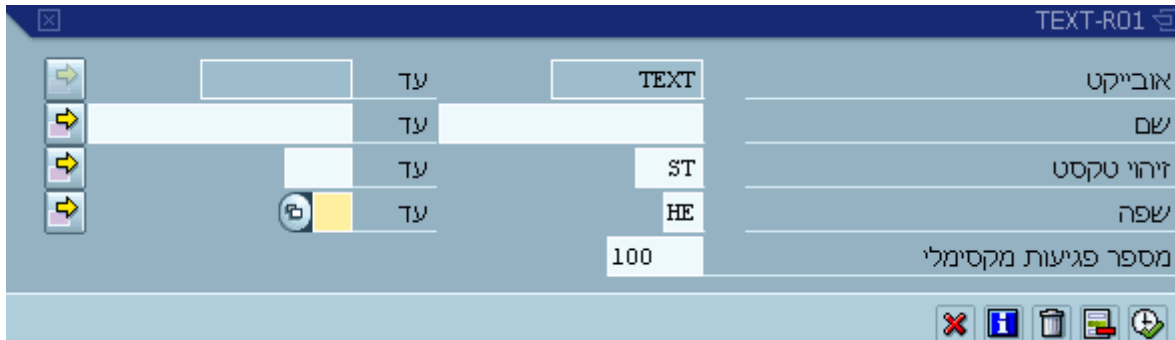 TEXT-R01
אובייקט TEXT עד
שם עד
זיהוי טקסט ST עד
שפה HE עד
מספר פגיעות מקסימלי 100